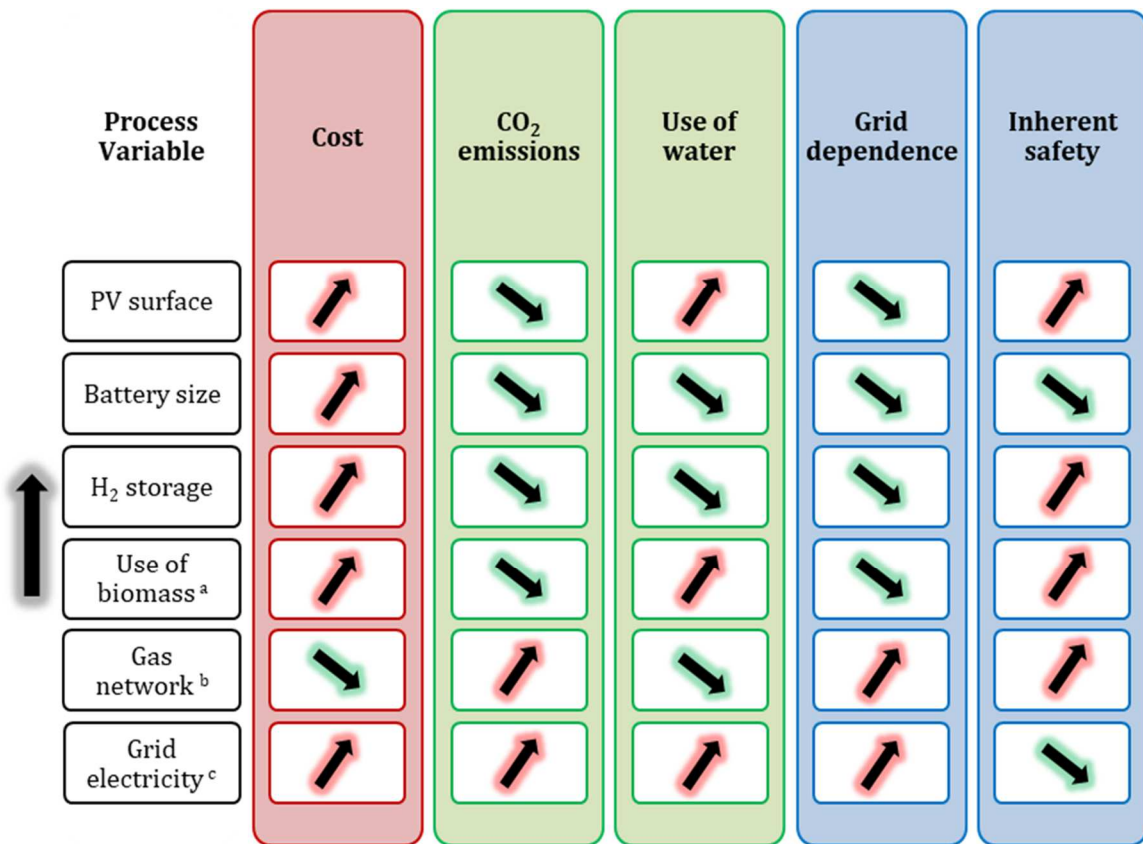 Process
Variable
Cost
CO₂
emissions
Use of
water
Grid
dependence
Inherent
safety
PV surface
Battery size
H₂ storage
Use of
biomass ᵃ
Gas
network ᵇ
Grid
electricity ᶜ